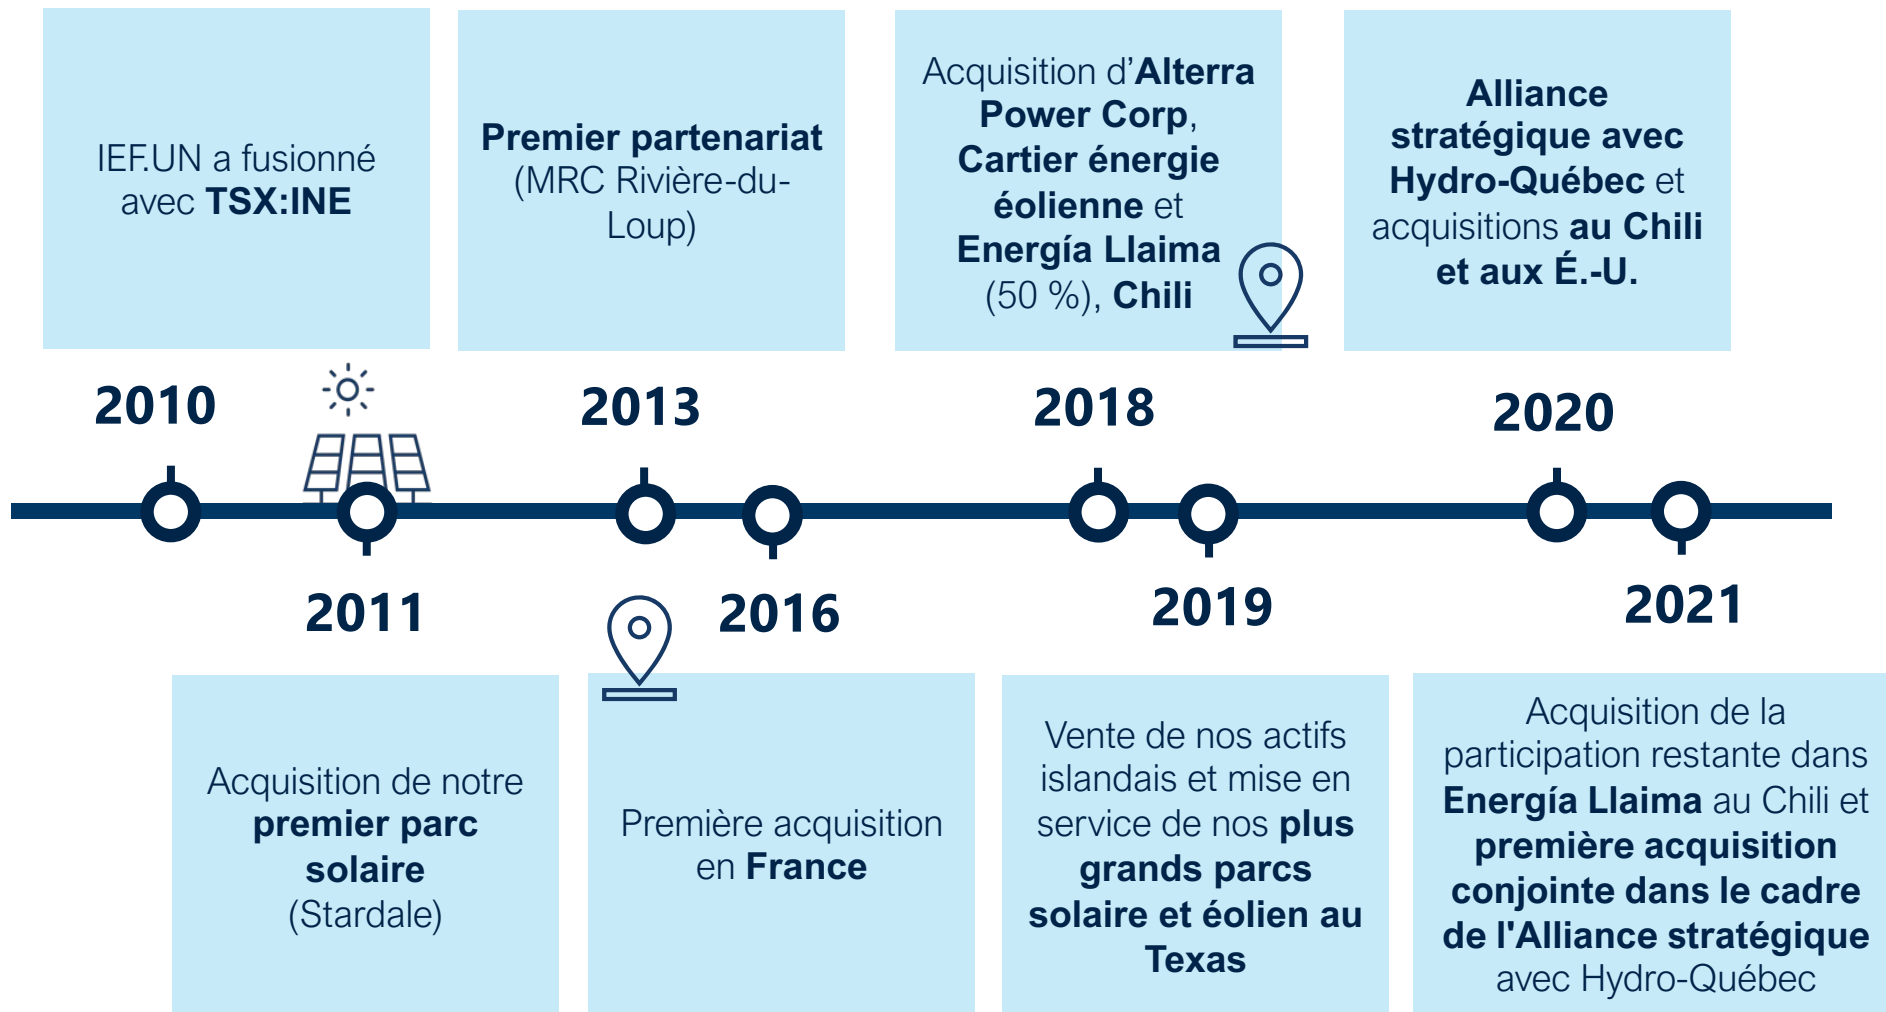 IEF.UN a fusionné
avec TSX:INE
2010
2011
Acquisition de notre
premier parc
solaire
(Stardale)
Premier partenariat
(MRC Rivière-du-
Loup)
2013
2016
Première acquisition
en France
Acquisition d'Alterra
Power Corp,
Cartier énergie
éolienne et
Energía Llaima
(50 %), Chili
2018
2019
Vente de nos actifs
islandais et mise en
service de nos plus
grands parcs
solaire et éolien au
Texas
Alliance
stratégique avec
Hydro-Québec et
acquisitions au Chili
et aux É.-U.
2020
2021
Acquisition de la
participation restante dans
Energía Llaima au Chili et
première acquisition
conjointe dans le cadre
de l'Alliance stratégique
avec Hydro-Québec